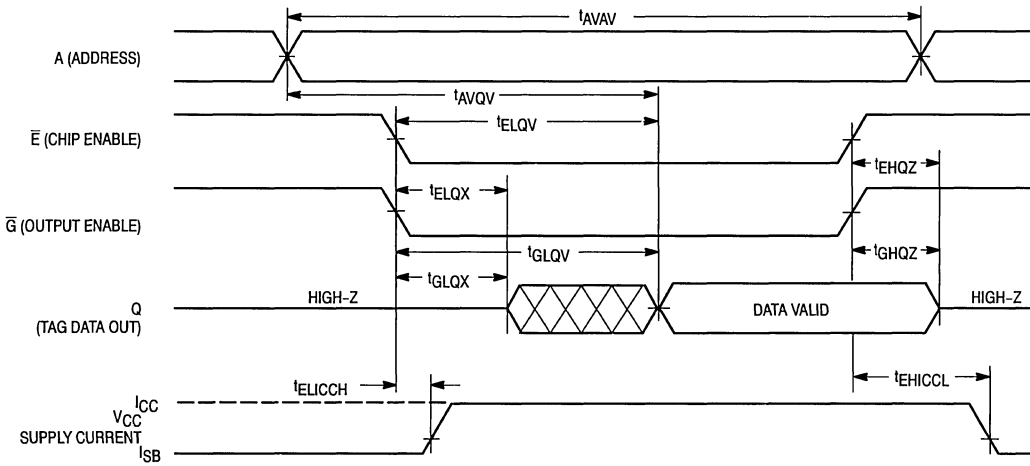 tAVAV
A (ADDRESS)
tAVQV
tELQV
E̅ (CHIP ENABLE)
tEHQZ
tELQX
G̅ (OUTPUT ENABLE)
tGLQV
tGHQZ
tGLQX
HIGH–Z
Q
(TAG DATA OUT)
DATA VALID
HIGH–Z
tELICCH
tEHICCL
ICC
VCC
SUPPLY CURRENT
ISB